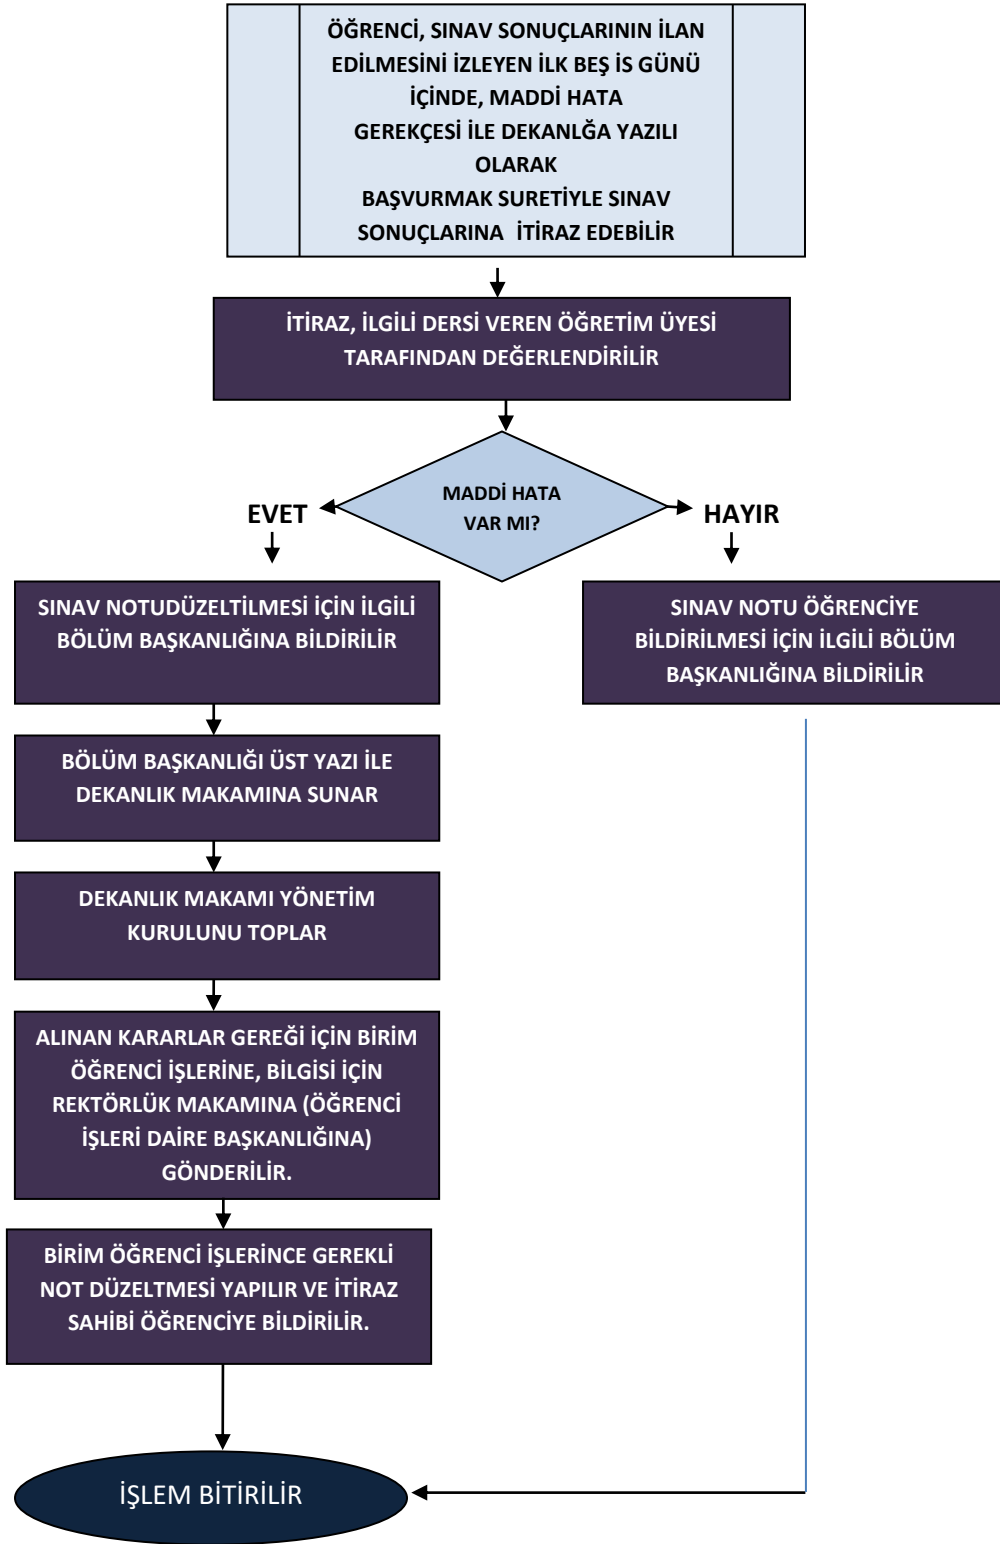 ÖĞRENCİ, SINAV SONUÇLARININ İLAN
EDİLMESİNİ İZLEYEN İLK BEŞ İS GÜNÜ
İÇİNDE, MADDİ HATA
GEREKÇESİ İLE DEKANLĞA YAZILI
OLARAK
BAŞVURMAK SURETİYLE SINAV
SONUÇLARINA İTİRAZ EDEBİLİR
İTİRAZ, İLGİLİ DERSİ VEREN ÖĞRETİM ÜYESİ
TARAFINDAN DEĞERLENDİRİLİR
MADDİ HATA
VAR MI?
EVET
HAYIR
SINAV NOTUDÜZELTİLMESİ İÇİN İLGİLİ
BÖLÜM BAŞKANLIĞINA BİLDİRİLİR
SINAV NOTU ÖĞRENCİYE
BİLDİRİLMESİ İÇİN İLGİLİ BÖLÜM
BAŞKANLIĞINA BİLDİRİLİR
BÖLÜM BAŞKANLIĞI ÜST YAZI İLE
DEKANLIK MAKAMINA SUNAR
DEKANLIK MAKAMI YÖNETİM
KURULUNU TOPLAR
ALINAN KARARLAR GEREĞİ İÇİN BİRİM
ÖĞRENCİ İŞLERİNE, BİLGİSİ İÇİN
REKTÖRLÜK MAKAMINA (ÖĞRENCİ
İŞLERİ DAİRE BAŞKANLIĞINA)
GÖNDERİLİR.
BİRİM ÖĞRENCİ İŞLERİNCE GEREKLİ
NOT DÜZELTMESİ YAPILIR VE İTİRAZ
SAHİBİ ÖĞRENCİYE BİLDİRİLİR.
İŞLEM BİTİRİLİR